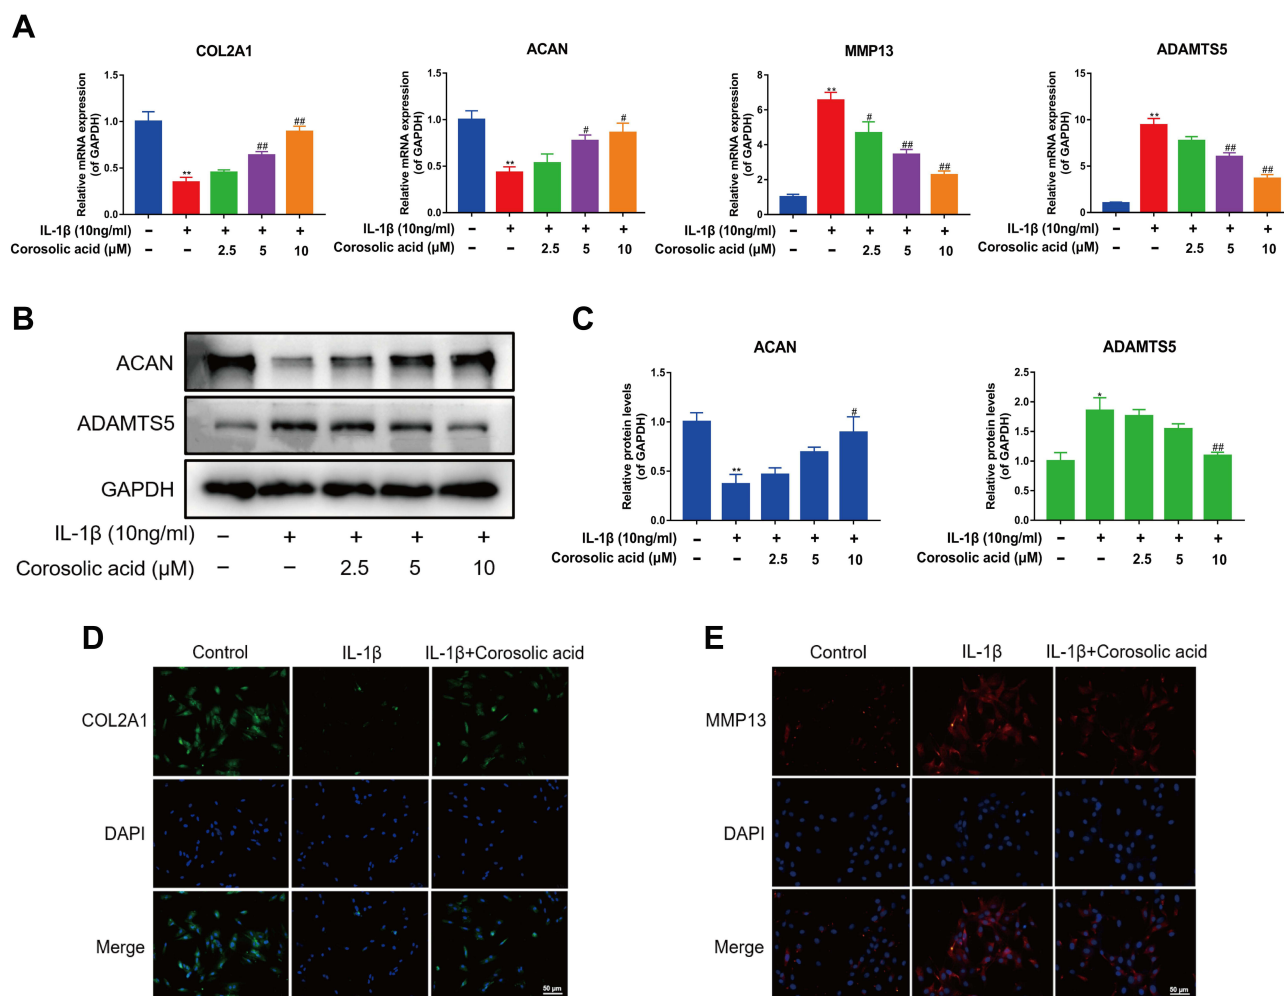 A
COL2A1
ACAN
MMP13
ADAMTS5
Relative mRNA expression
(of GAPDH)
1.5
1.0
0.5
0.0
**
##
##
Relative mRNA expression
(of GAPDH)
1.5
1.0
0.5
0.0
**
#
#
Relative mRNA expression
(of GAPDH)
8
6
4
2
0
**
#
##
##
Relative mRNA expression
(of GAPDH)
15
10
5
0
**
##
##
IL-1β (10ng/ml) – + + + +
Corosolic acid (μM) – – 2.5 5 10
IL-1β (10ng/ml) – + + + +
Corosolic acid (μM) – – 2.5 5 10
IL-1β (10ng/ml) – + + + +
Corosolic acid (μM) – – 2.5 5 10
IL-1β (10ng/ml) – + + + +
Corosolic acid (μM) – – 2.5 5 10
B
ACAN
ADAMTS5
GAPDH
IL-1β (10ng/ml) – + + + +
Corosolic acid (μM) – – 2.5 5 10
C
ACAN
Relative protein levels
(of GAPDH)
1.5
1.0
0.5
0.0
**
#
IL-1β (10ng/ml) – + + + +
Corosolic acid (μM) – – 2.5 5 10
ADAMTS5
Relative protein levels
(of GAPDH)
2.5
2.0
1.5
1.0
0.5
0.0
*
##
IL-1β (10ng/ml) – + + + +
Corosolic acid (μM) – – 2.5 5 10
D
Control IL-1β IL-1β+Corosolic acid
COL2A1
DAPI
Merge
50 μm
E
Control IL-1β IL-1β+Corosolic acid
MMP13
DAPI
Merge
50 μm